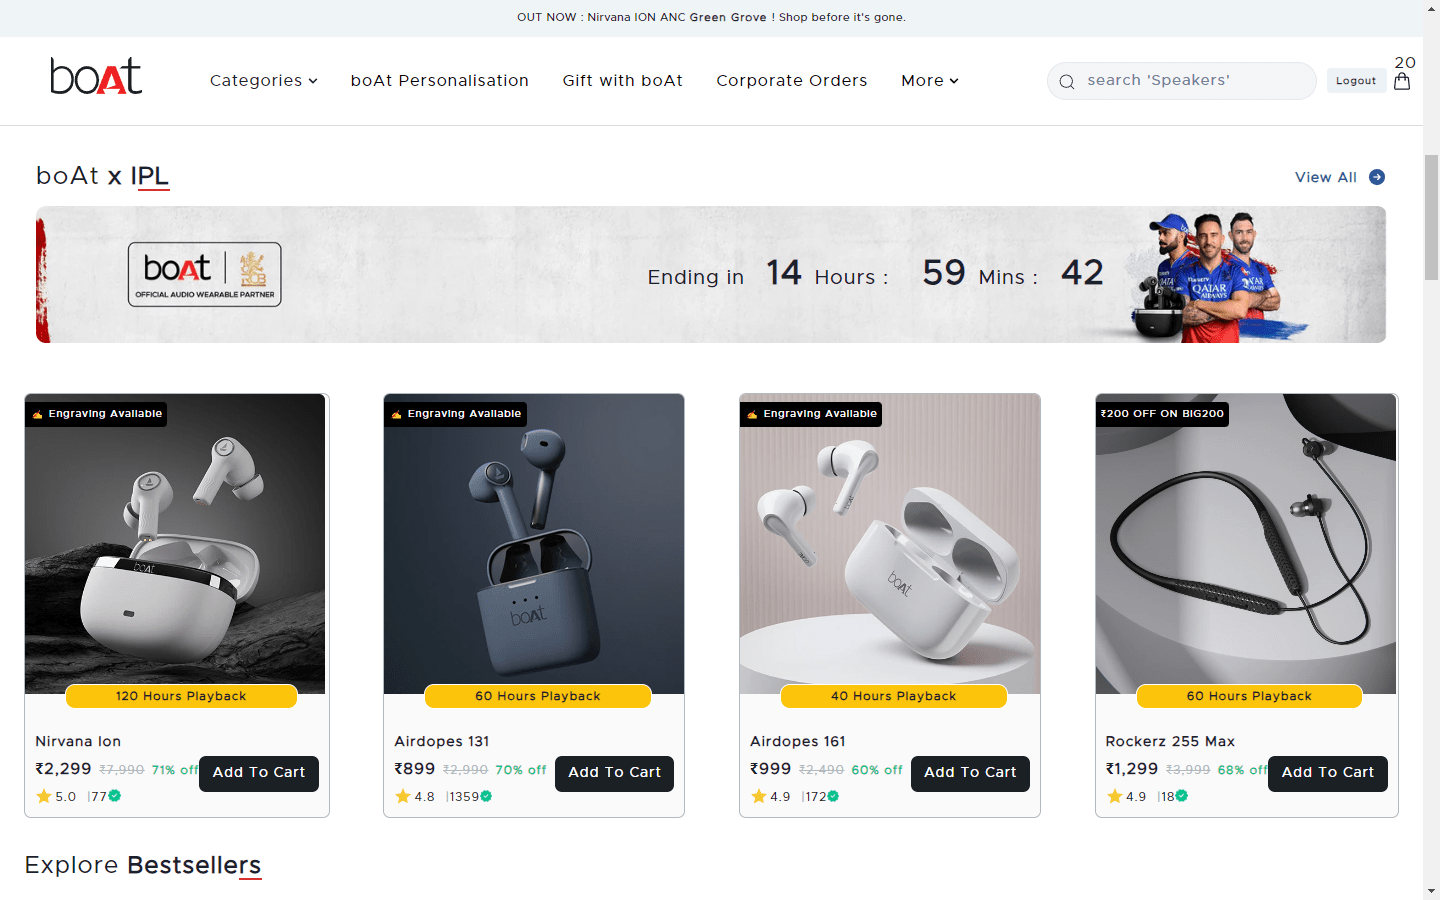 OUT NOW : Nirvana ION ANC Green Grove ! Shop before it's gone.
boAt
Categories
boAt Personalisation
Gift with boAt
Corporate Orders
More
search 'Speakers'
Logout
20
boAt x IPL
View All
boAt
OFFICIAL AUDIO WEARABLE PARTNER
Ending in 14 Hours : 59 Mins : 42
QATAR
AIRWAYS
✍ Engraving Available
boAt
120 Hours Playback
Nirvana Ion
₹2,299 ₹7,990 71% off
Add To Cart
5.0 |77
✍ Engraving Available
boAt
60 Hours Playback
Airdopes 131
₹899 ₹2,990 70% off
Add To Cart
4.8 |1359
✍ Engraving Available
boAt
40 Hours Playback
Airdopes 161
₹999 ₹2,490 60% off
Add To Cart
4.9 |172
₹200 OFF ON BIG200
60 Hours Playback
Rockerz 255 Max
₹1,299 ₹3,999 68% off
Add To Cart
4.9 |18
Explore Bestsellers